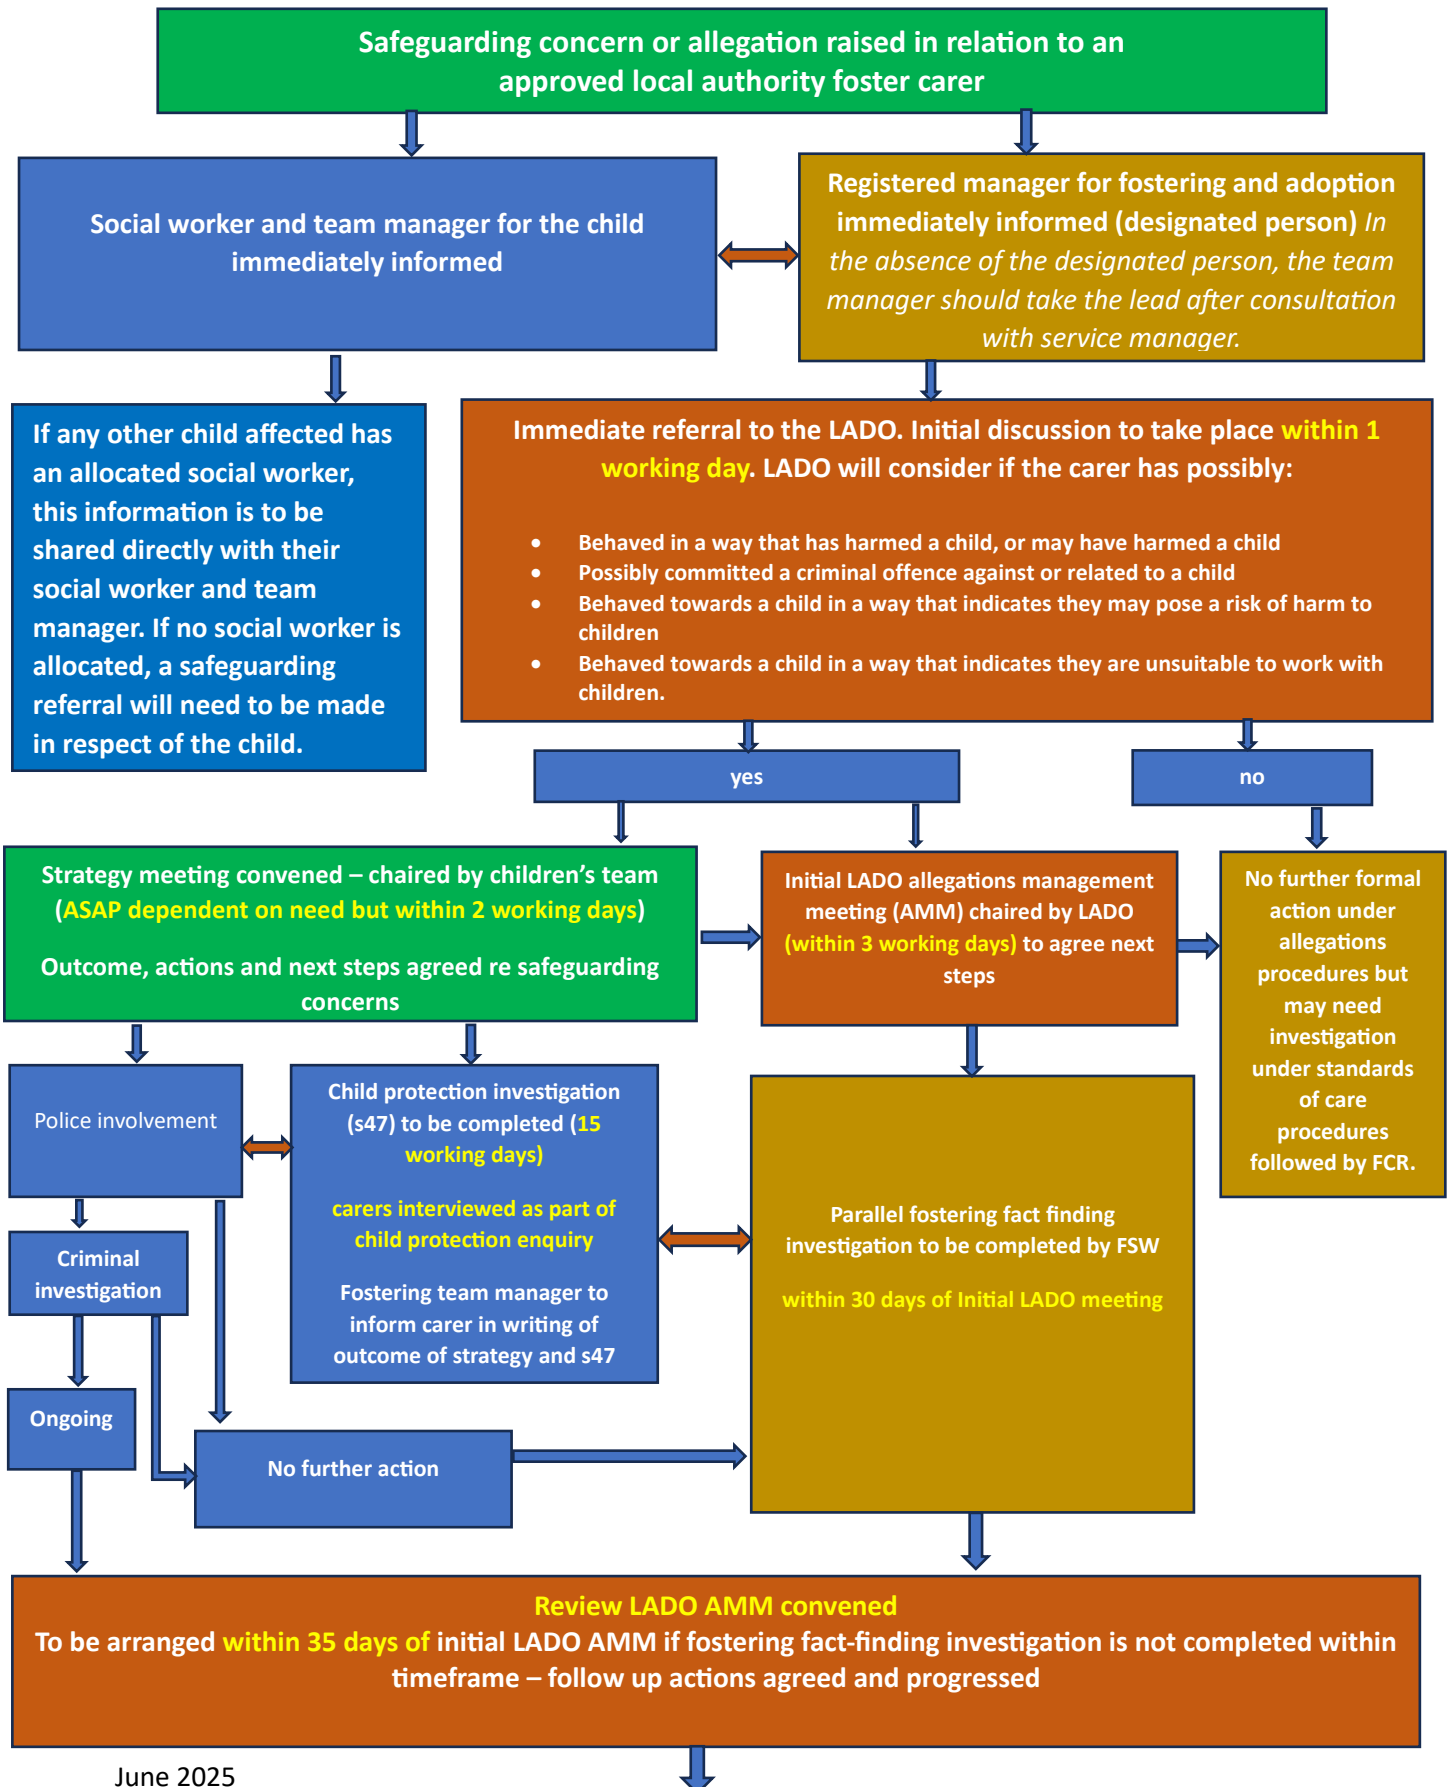 Safeguarding concern or allegation raised in relation to an
approved local authority foster carer
Social worker and team manager for the child
immediately informed
Registered manager for fostering and adoption
immediately informed (designated person) In
the absence of the designated person, the team
manager should take the lead after consultation
with service manager.
If any other child affected has
an allocated social worker,
this information is to be
shared directly with their
social worker and team
manager. If no social worker is
allocated, a safeguarding
referral will need to be made
in respect of the child.
Immediate referral to the LADO. Initial discussion to take place within 1
working day. LADO will consider if the carer has possibly:
• Behaved in a way that has harmed a child, or may have harmed a child
• Possibly committed a criminal offence against or related to a child
• Behaved towards a child in a way that indicates they may pose a risk of harm to
children
• Behaved towards a child in a way that indicates they are unsuitable to work with
children.
yes
no
Strategy meeting convened – chaired by children’s team
(ASAP dependent on need but within 2 working days)
Outcome, actions and next steps agreed re safeguarding
concerns
Initial LADO allegations management
meeting (AMM) chaired by LADO
(within 3 working days) to agree next
steps
No further formal
action under
allegations
procedures but
may need
investigation
under standards
of care
procedures
followed by FCR.
Police involvement
Child protection investigation
(s47) to be completed (15
working days)
carers interviewed as part of
child protection enquiry
Fostering team manager to
inform carer in writing of
outcome of strategy and s47
Parallel fostering fact finding
investigation to be completed by FSW
within 30 days of Initial LADO meeting
Criminal
investigation
Ongoing
No further action
Review LADO AMM convened
To be arranged within 35 days of initial LADO AMM if fostering fact-finding investigation is not completed within
timeframe – follow up actions agreed and progressed
June 2025